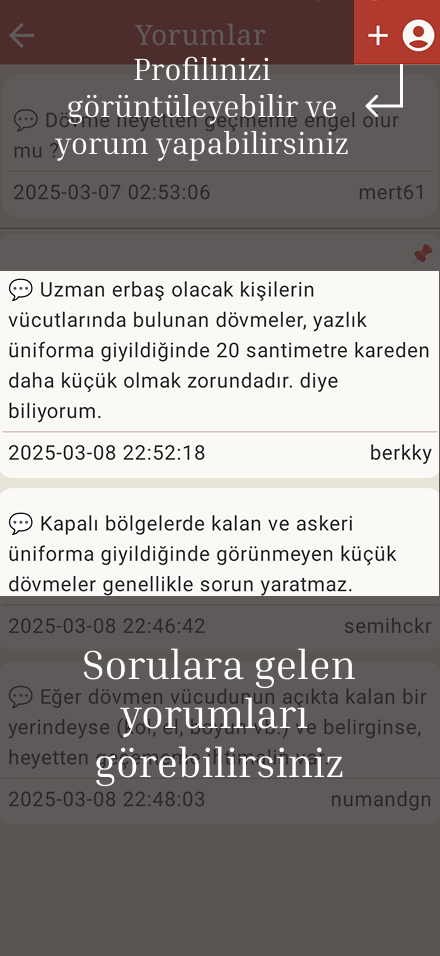 Yorumlar
Profilinizi
görüntüleyebilir ve
yorum yapabilirsiniz
Dövme heyetten geçmeme engel olur
mu ?
2025-03-07 02:53:06 mert61
Uzman erbaş olacak kişilerin
vücutlarında bulunan dövmeler, yazlık
üniforma giyildiğinde 20 santimetre kareden
daha küçük olmak zorundadır. diye
biliyorum.
2025-03-08 22:52:18 berkky
Kapalı bölgelerde kalan ve askeri
üniforma giyildiğinde görünmeyen küçük
dövmeler genellikle sorun yaratmaz.
2025-03-08 22:46:42 semihckr
Sorulara gelen
yorumları
görebilirsiniz
Eğer dövmen vücudunun açıkta kalan bir
yerindeyse (kol, el, boyun vb.) ve belirginse,
heyetten
2025-03-08 22:48:03 numandgn